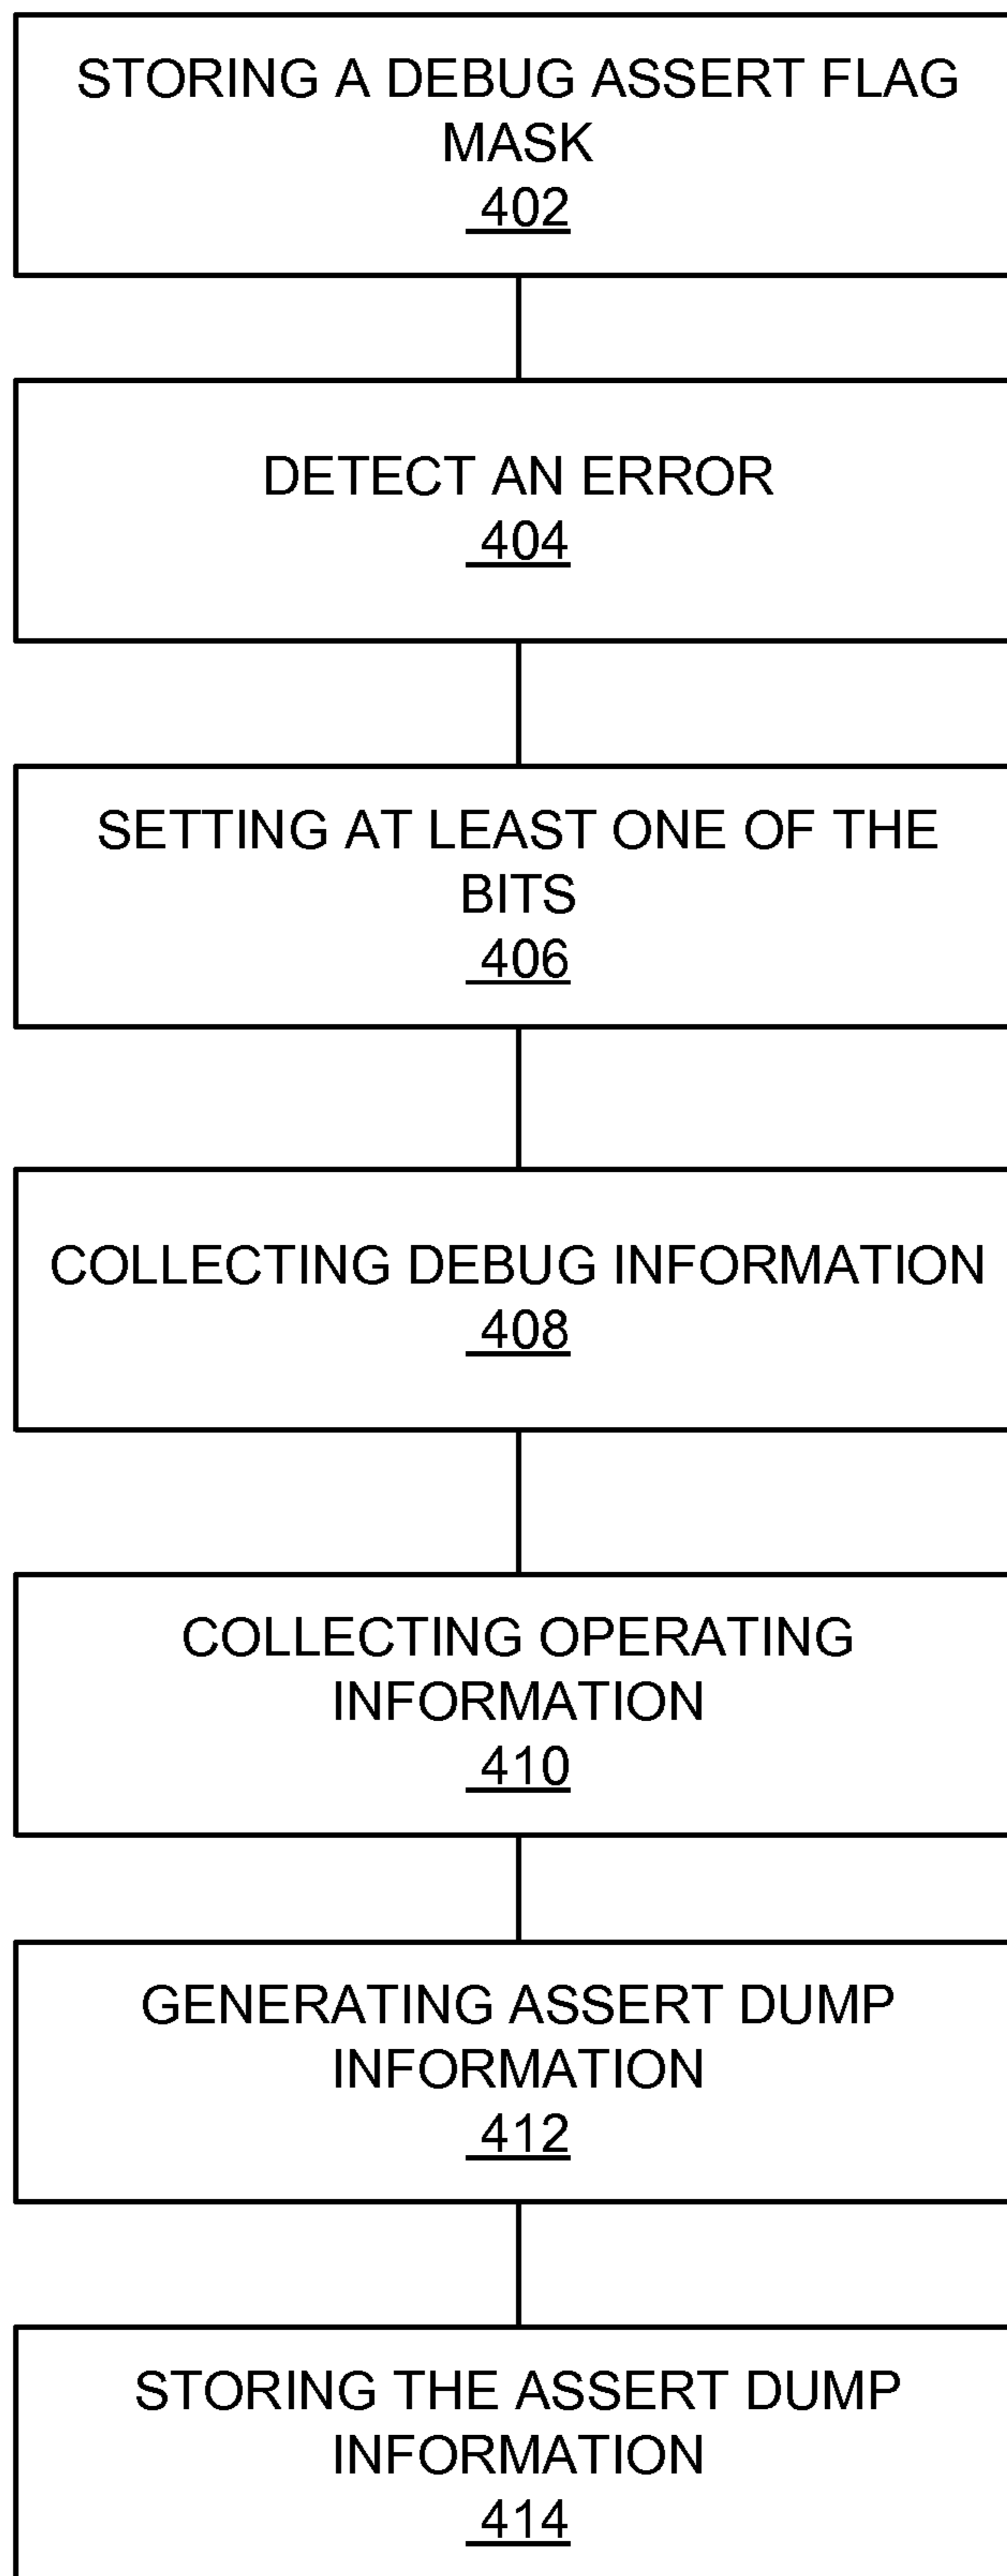 STORING A DEBUG ASSERT FLAG
MASK
402
DETECT AN ERROR
404
SETTING AT LEAST ONE OF THE
BITS
406
COLLECTING DEBUG INFORMATION
408
COLLECTING OPERATING
INFORMATION
410
GENERATING ASSERT DUMP
INFORMATION
412
STORING THE ASSERT DUMP
INFORMATION
414